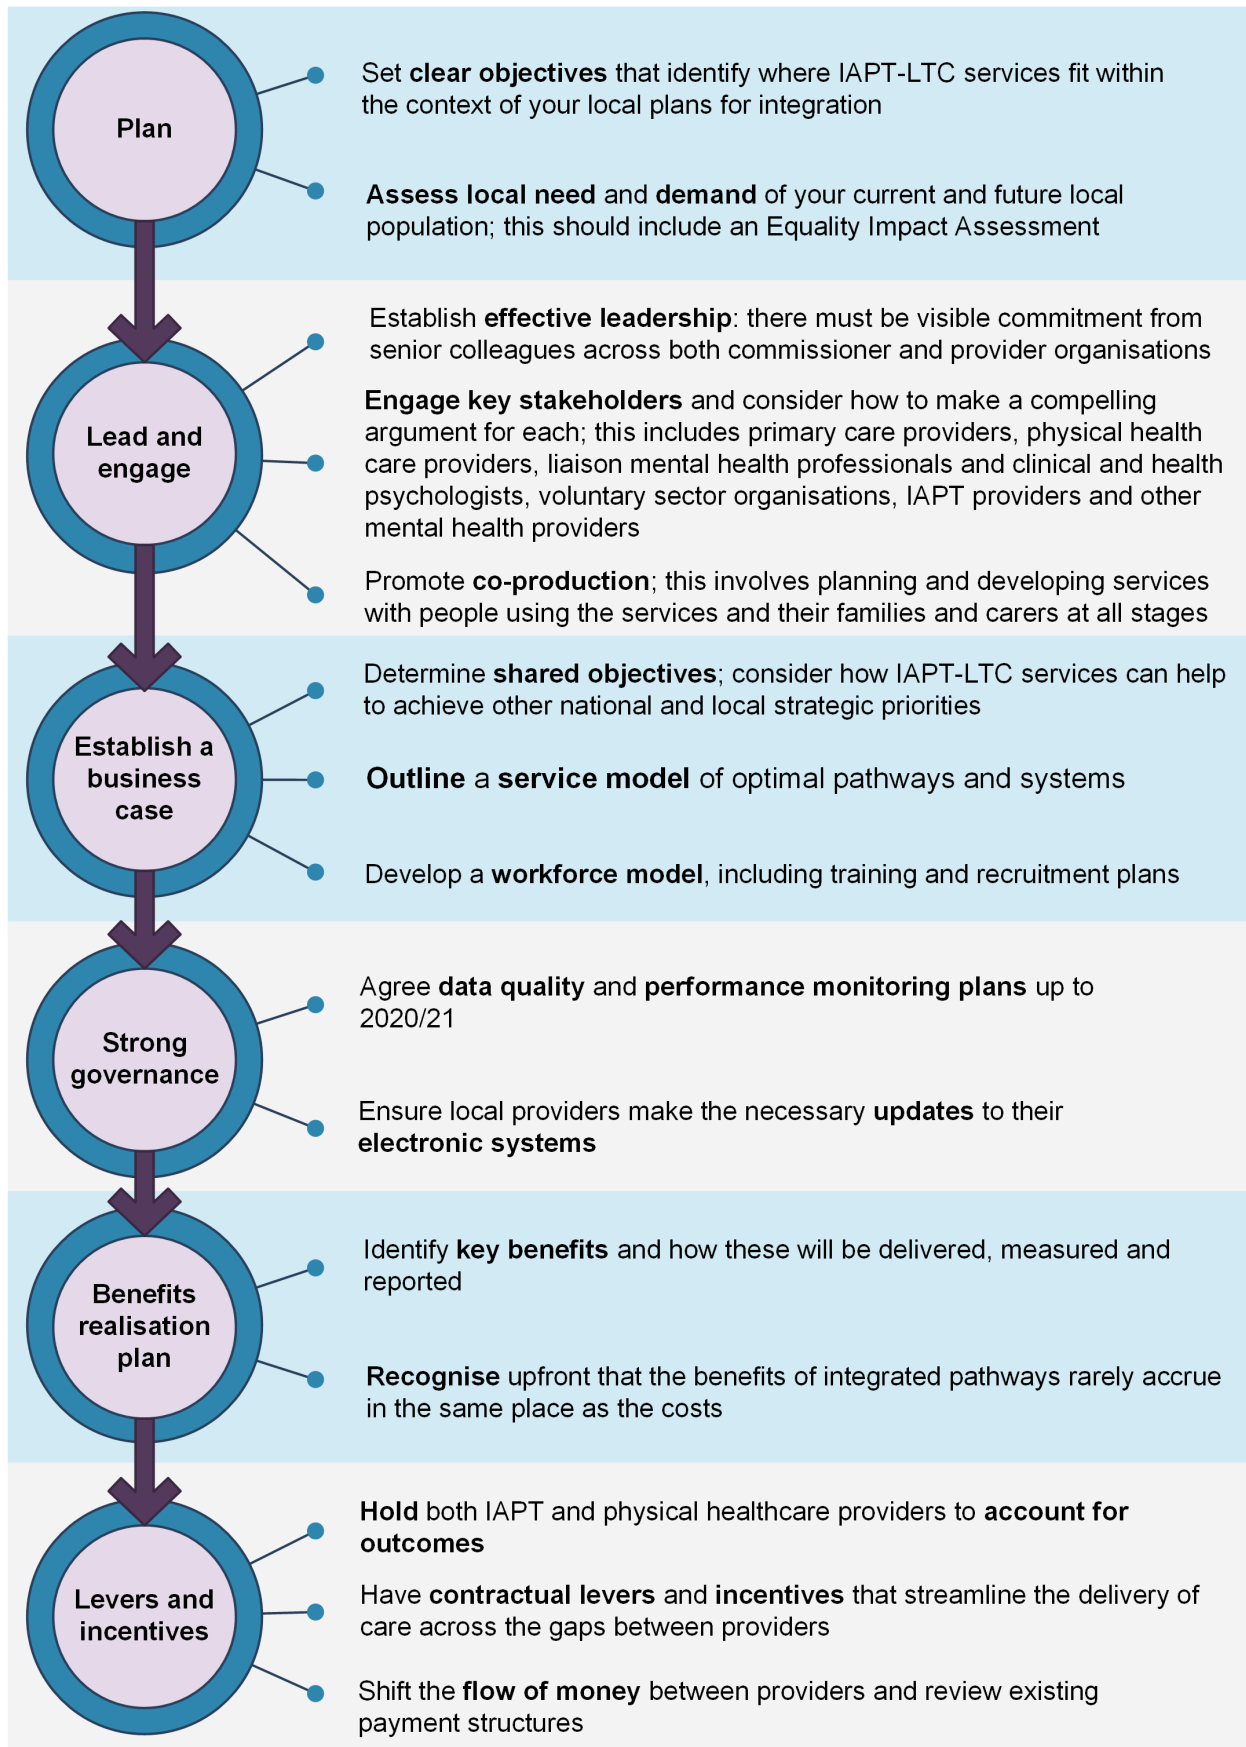 Plan
Set clear objectives that identify where IAPT-LTC services fit within
the context of your local plans for integration
Assess local need and demand of your current and future local
population; this should include an Equality Impact Assessment
Lead and
engage
Establish effective leadership: there must be visible commitment from
senior colleagues across both commissioner and provider organisations
Engage key stakeholders and consider how to make a compelling
argument for each; this includes primary care providers, physical health
care providers, liaison mental health professionals and clinical and health
psychologists, voluntary sector organisations, IAPT providers and other
mental health providers
Promote co-production; this involves planning and developing services
with people using the services and their families and carers at all stages
Establish a
business
case
Determine shared objectives; consider how IAPT-LTC services can help
to achieve other national and local strategic priorities
Outline a service model of optimal pathways and systems
Develop a workforce model, including training and recruitment plans
Strong
governance
Agree data quality and performance monitoring plans up to
2020/21
Ensure local providers make the necessary updates to their
electronic systems
Benefits
realisation
plan
Identify key benefits and how these will be delivered, measured and
reported
Recognise upfront that the benefits of integrated pathways rarely accrue
in the same place as the costs
Levers and
incentives
Hold both IAPT and physical healthcare providers to account for
outcomes
Have contractual levers and incentives that streamline the delivery of
care across the gaps between providers
Shift the flow of money between providers and review existing
payment structures